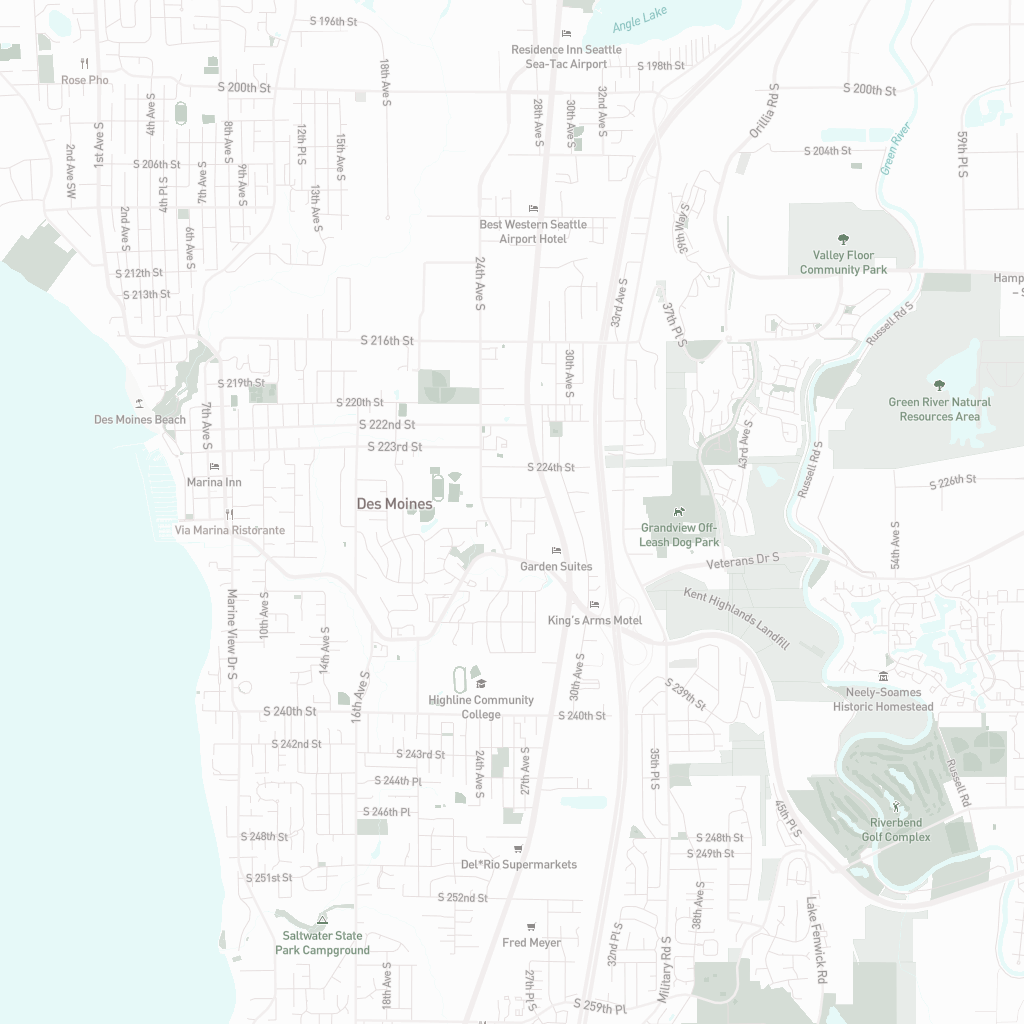 S 196th St
Angle Lake
Residence Inn Seattle
Sea-Tac Airport
Rose Pho
18th Ave S
S 198th St
S 200th St
S 200th St
4th Ave S
28th Ave S
30th Ave S
32nd Ave S
Orillia Rd S
1st Ave S
8th Ave S
12th Pl S
15th Ave S
Green River
59th Pl S
2nd Ave SW
S 206th St
S 204th St
4th Pl S
7th Ave S
9th Ave S
13th Ave S
2nd Ave S
6th Ave S
Best Western Seattle
Airport Hotel
39th Way S
Valley Floor
Community Park
S 212th St
S 213th St
24th Ave S
33rd Ave S
37th Pl S
Hamp
– S
Russell Rd S
S 216th St
30th Ave S
S 219th St
S 220th St
Green River Natural
Resources Area
Des Moines Beach
7th Ave S
S 222nd St
S 223rd St
43rd Ave S
Russell Rd S
Marina Inn
S 224th St
S 226th St
Des Moines
Via Marina Ristorante
Grandview Off-
Leash Dog Park
54th Ave S
Garden Suites
Veterans Dr S
Marine View Dr S
10th Ave S
King's Arms Motel
Kent Highlands Landfill
14th Ave S
30th Ave S
16th Ave S
Highline Community
College
S 239th St
Neely-Soames
Historic Homestead
S 240th St
S 240th St
S 242nd St
S 243rd St
24th Ave S
27th Ave S
35th Pl S
Russell Rd
S 244th Pl
S 246th Pl
45th Pl S
Riverbend
Golf Complex
S 248th St
S 248th St
S 249th St
Del*Rio Supermarkets
S 251st St
S 252nd St
38th Ave S
Lake Fenwick Rd
Saltwater State
Park Campground
Fred Meyer
32nd Pl S
Military Rd S
18th Ave S
27th Pl S
S 259th Pl